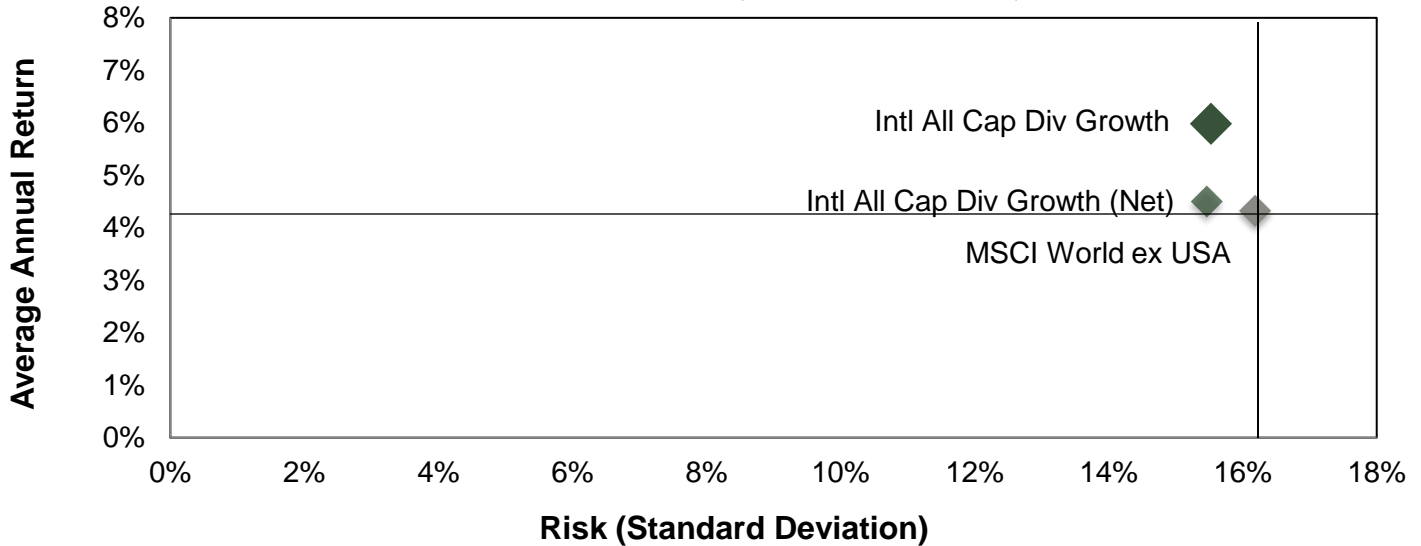 8%
7%
6%
5%
4%
3%
2%
1%
0%
Average Annual Return
Intl All Cap Div Growth
Intl All Cap Div Growth (Net)
MSCI World ex USA
0% 2% 4% 6% 8% 10% 12% 14% 16% 18%
Risk (Standard Deviation)